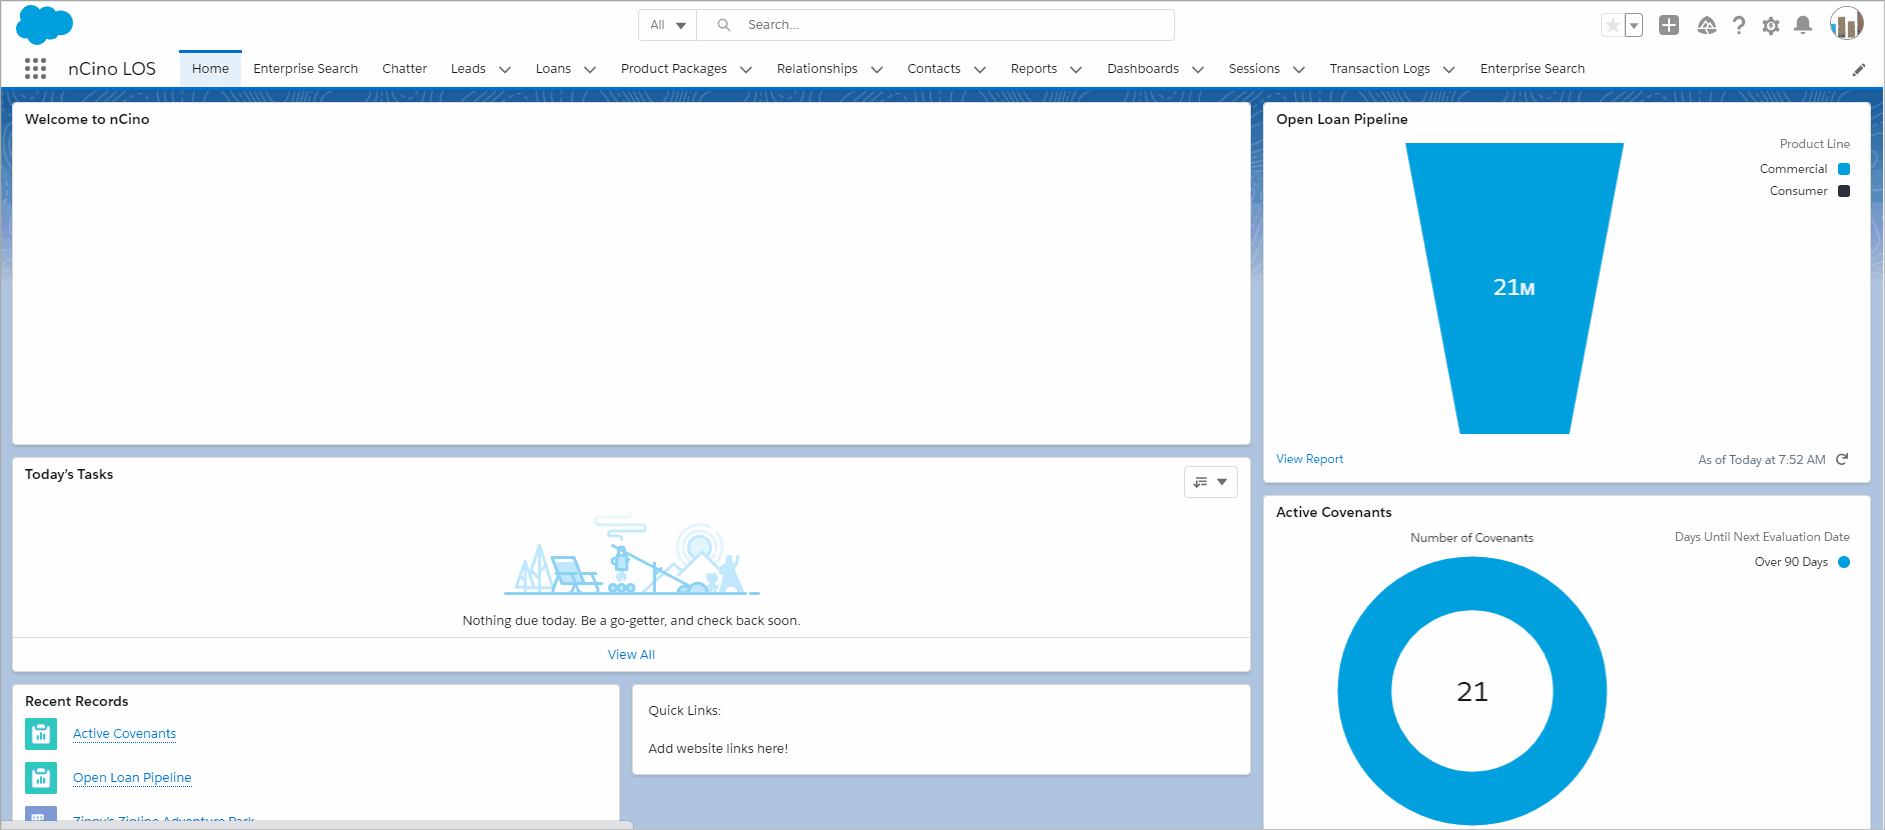 All
Search...
nCino LOS
Home
Enterprise Search
Chatter
Leads
Loans
Product Packages
Relationships
Contacts
Reports
Dashboards
Sessions
Transaction Logs
Enterprise Search
Welcome to nCino
Today's Tasks
Nothing due today. Be a go-getter, and check back soon.
View All
Recent Records
Active Covenants
Open Loan Pipeline
Zippy's Zipline Adventure Park
Quick Links:
Add website links here!
Open Loan Pipeline
Product Line
Commercial
Consumer
21M
View Report
As of Today at 7:52 AM
Active Covenants
Number of Covenants
Days Until Next Evaluation Date
Over 90 Days
21